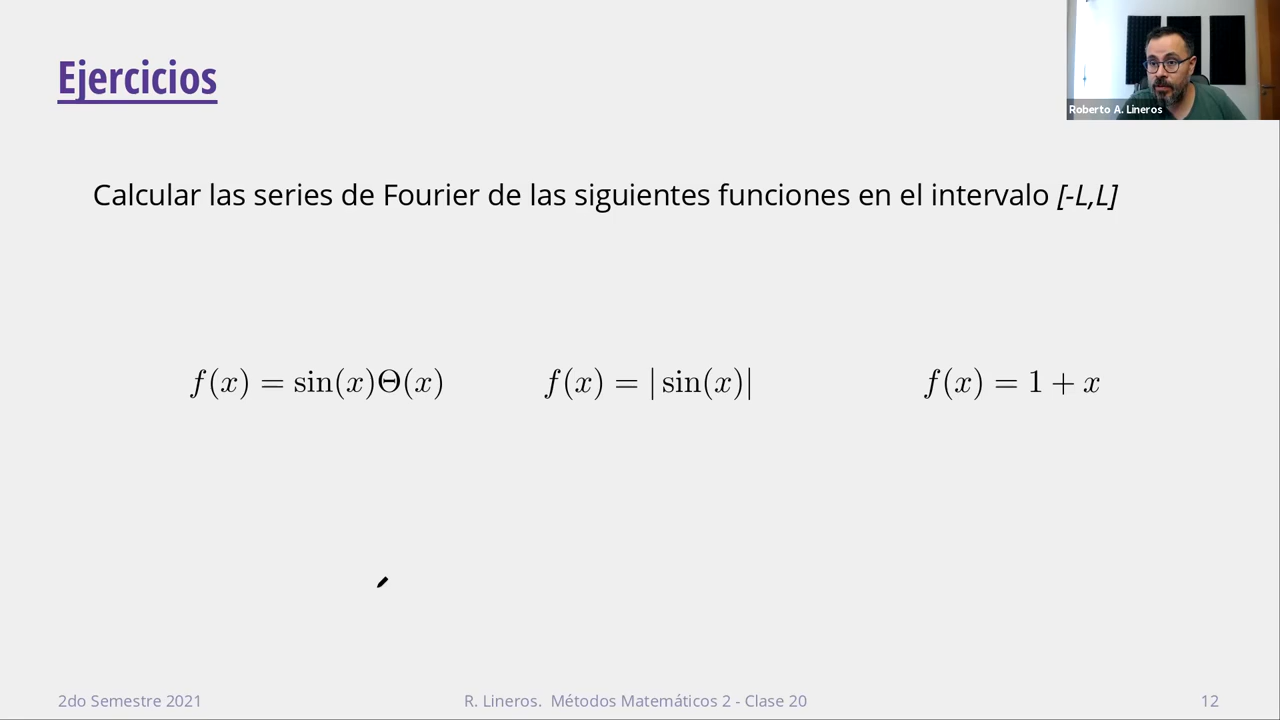 Ejercicios
Roberto A. Lineros
Calcular las series de Fourier de las siguientes funciones en el intervalo [-L,L]
f(x) = sin(x)Θ(x)
f(x) = | sin(x)|
f(x) = 1 + x
2do Semestre 2021
R. Lineros. Métodos Matemáticos 2 - Clase 20
12